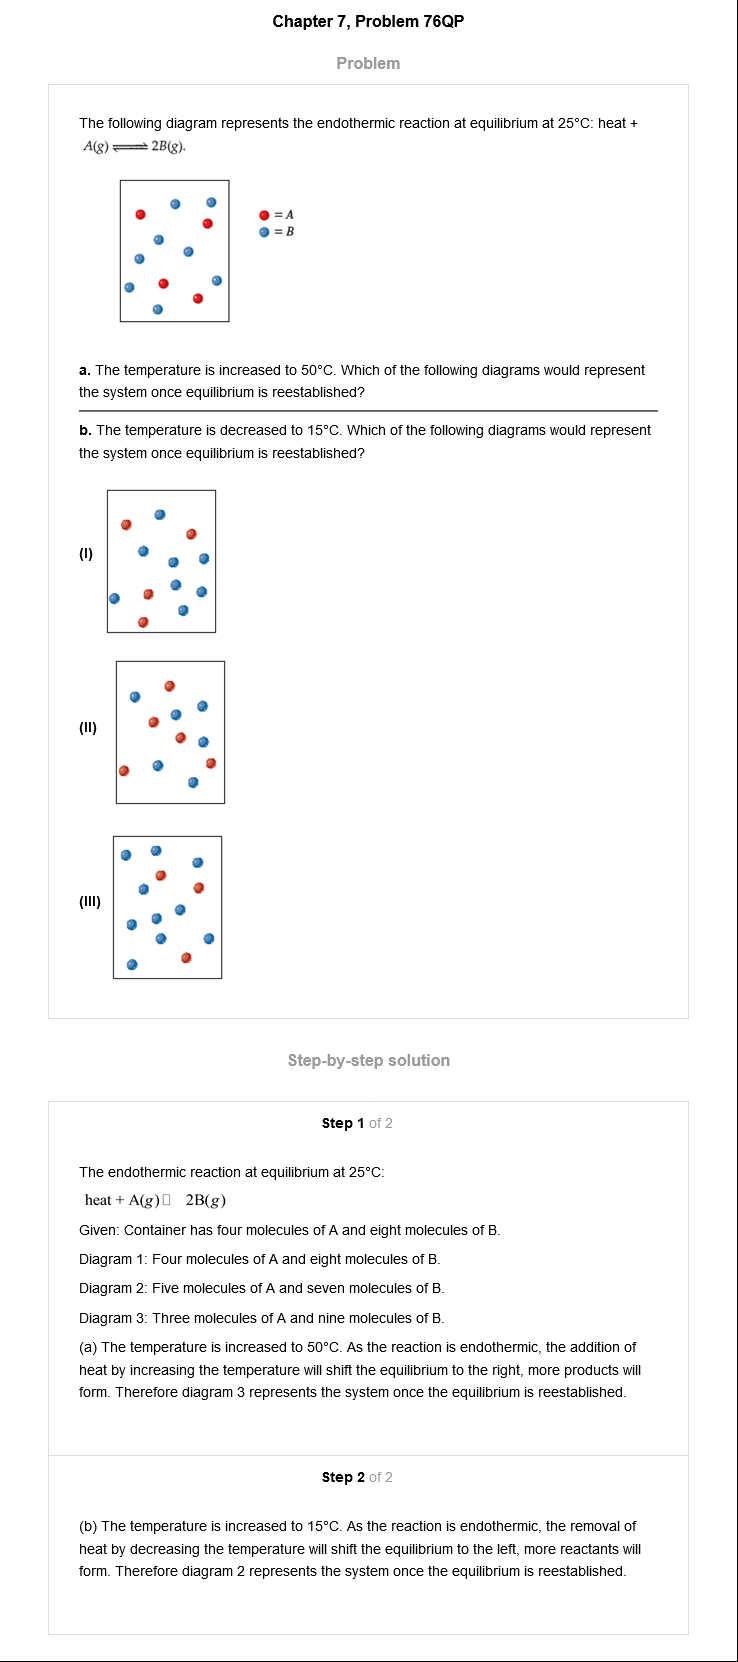 Chapter 7, Problem 76QP
Problem
The following diagram represents the endothermic reaction at equilibrium at 25°C: heat +
A(g) ⇌ 2B(g).
= A
= B
a. The temperature is increased to 50°C. Which of the following diagrams would represent
the system once equilibrium is reestablished?
b. The temperature is decreased to 15°C. Which of the following diagrams would represent
the system once equilibrium is reestablished?
(I)
(II)
(III)
Step-by-step solution
Step 1 of 2
The endothermic reaction at equilibrium at 25°C:
heat + A(g)▯ 2B(g)
Given: Container has four molecules of A and eight molecules of B.
Diagram 1: Four molecules of A and eight molecules of B.
Diagram 2: Five molecules of A and seven molecules of B.
Diagram 3: Three molecules of A and nine molecules of B.
(a) The temperature is increased to 50°C. As the reaction is endothermic, the addition of
heat by increasing the temperature will shift the equilibrium to the right, more products will
form. Therefore diagram 3 represents the system once the equilibrium is reestablished.
Step 2 of 2
(b) The temperature is increased to 15°C. As the reaction is endothermic, the removal of
heat by decreasing the temperature will shift the equilibrium to the left, more reactants will
form. Therefore diagram 2 represents the system once the equilibrium is reestablished.